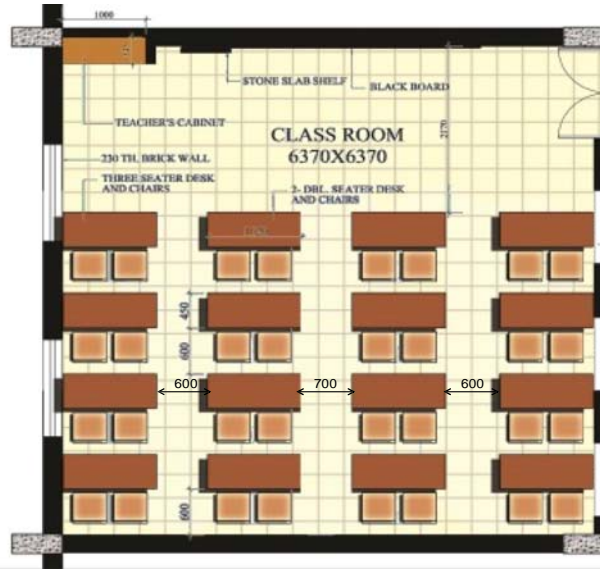 1000
STONE SLAB SHELF
BLACK BOARD
TEACHER'S CABINET
CLASS ROOM
6370X6370
2170
230 TH. BRICK WALL
THREE SEATER DESK
AND CHAIRS
2- DBL. SEATER DESK
AND CHAIRS
450
600
600
700
600
600